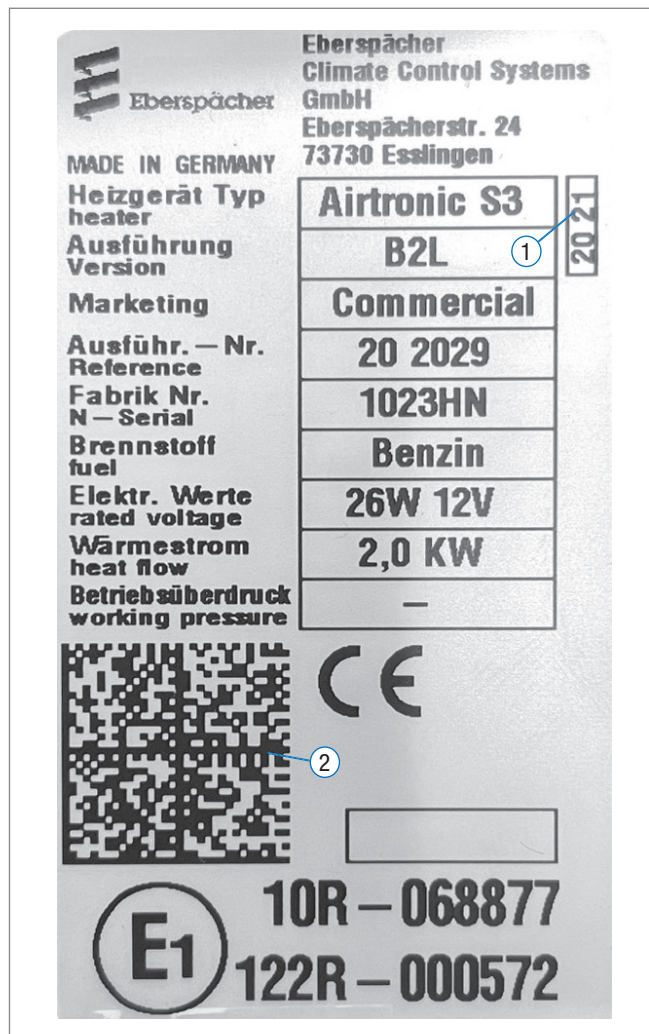 Eberspächer
Eberspächer
Climate Control Systems
GmbH
Eberspächerstr. 24
73730 Esslingen
MADE IN GERMANY
Heizgerät Typ
heater
Airtronic S3
20 21
1
Ausführung
Version
B2L
Marketing
Commercial
Ausführ. – Nr.
Reference
20 2029
Fabrik Nr.
N – Serial
1023HN
Brennstoff
fuel
Benzin
Elektr. Werte
rated voltage
26W 12V
Wärmestrom
heat flow
2,0 KW
Betriebsüberdruck
working pressure
–
CE
2
E1
10R – 068877
122R – 000572